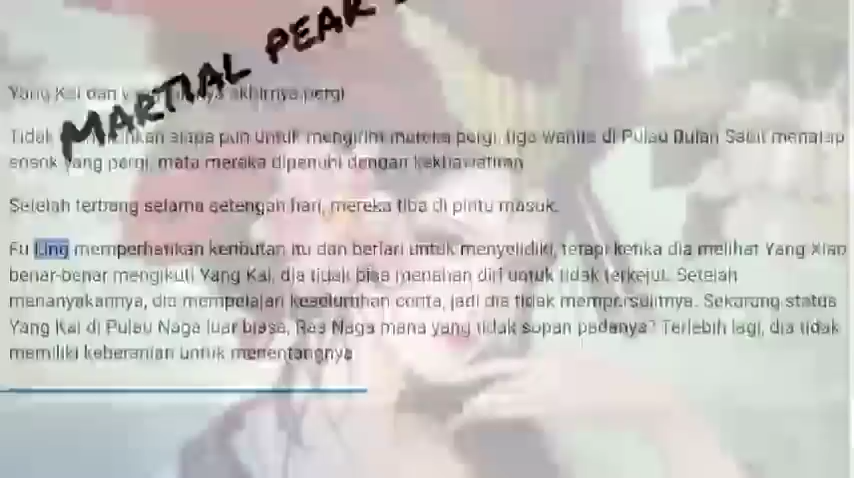 MARTIAL PEAK
Yang Kai dan akhirnya pergi
Tidak siapa pun untuk mengirim mereka pergi, tiga wanita di Pulau Bulan Sabit menatap
sosok yang pergi, mata mereka dipenuhi dengan kekhawatiran
Setelah terbang selama setengah hari, mereka tiba di pintu masuk.
Fu Ling memperhatikan keributan itu dan berlari untuk menyelidiki, tetapi ketika dia melihat Yang Xiao
benar-benar mengikuti Yang Kai, dia tidak bisa menahan diri untuk tidak terkejut. Setelah
mananyakannya, dia mempelajari keseluruhan cerita, jadi dia tidak mempersulitnya. Sekarang status
Yang Kai di Pulau Naga luar biasa, Ras Naga mana yang tidak sopan padanya? Terlebih lagi, dia tidak
memiliki keberanian untuk menentangnya